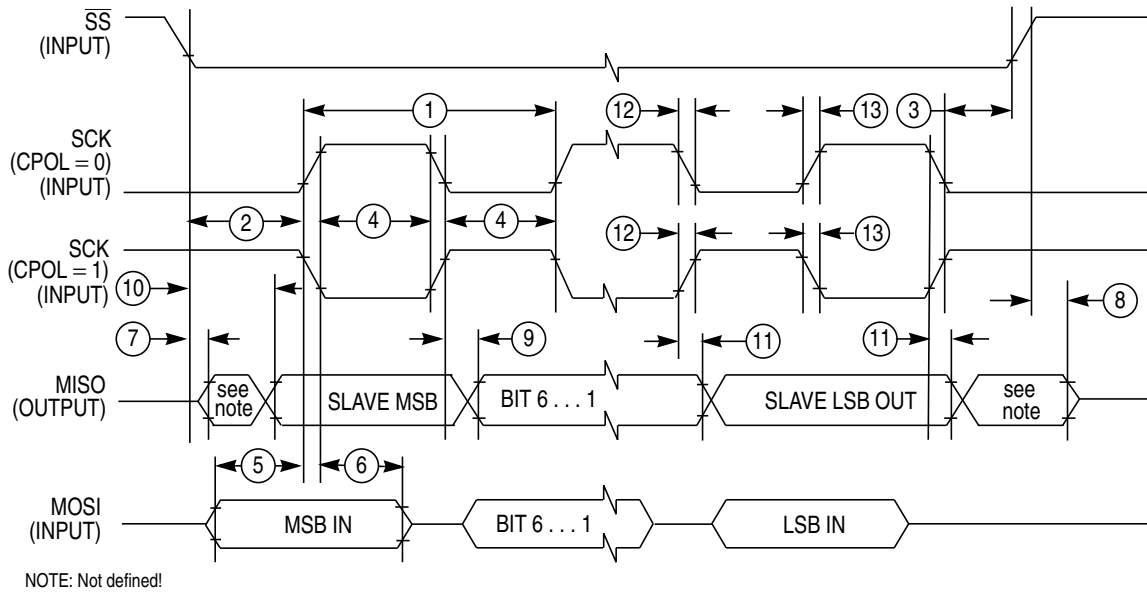 SS
(INPUT)
1
12
13
3
SCK
(CPOL = 0)
(INPUT)
2
4
4
SCK
(CPOL = 1)
(INPUT)
12
13
10
8
7
9
11
11
MISO
(OUTPUT)
see
note
SLAVE MSB
BIT 6 . . . 1
SLAVE LSB OUT
see
note
5
6
MOSI
(INPUT)
MSB IN
BIT 6 . . . 1
LSB IN
NOTE: Not defined!